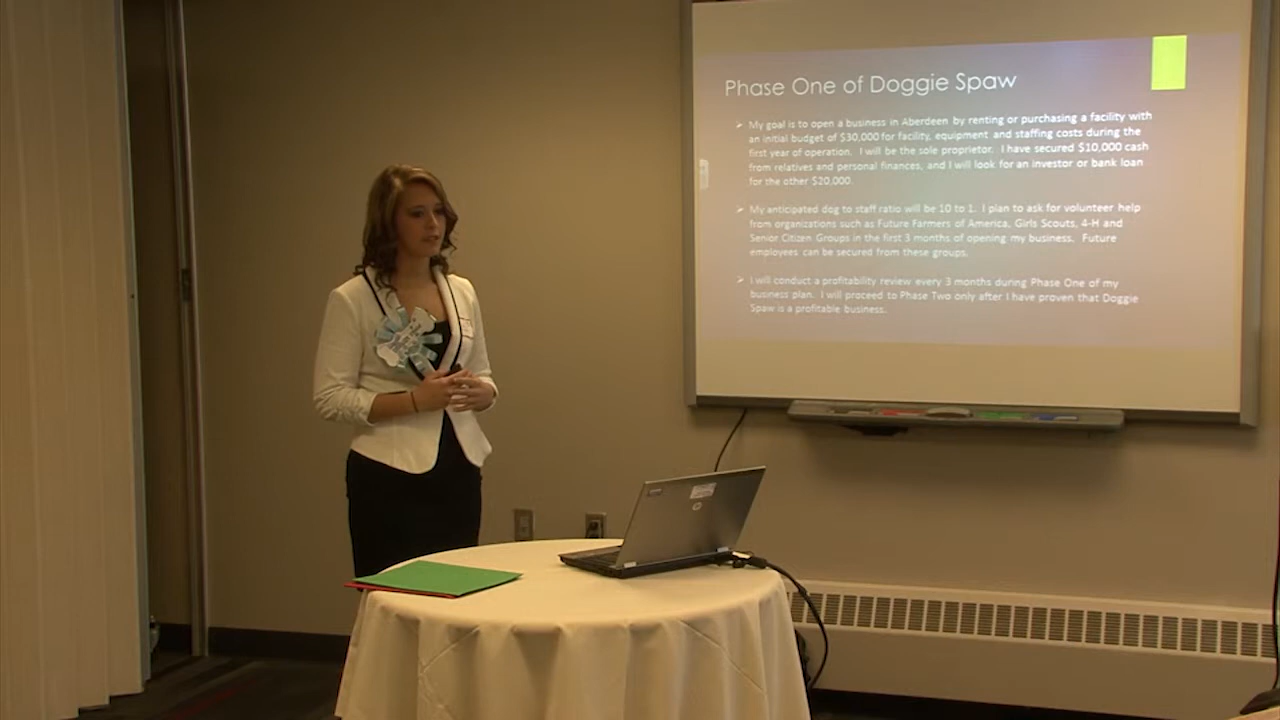 Phase One of Doggie Spaw
➢ My goal is to open a business in Aberdeen by renting or purchasing a facility with
an initial budget of $30,000 for facility, equipment and staffing costs during the
first year of operation. I will be the sole proprietor. I have secured $10,000 cash
from relatives and personal finances, and I will look for an investor or bank loan
for the other $20,000.
➢ My anticipated dog to staff ratio will be 10 to 1. I plan to ask for volunteer help
from organizations such as Future Farmers of America, Girls Scouts, 4-H and
Senior Citizen Groups in the first 3 months of opening my business. Future
employees can be secured from these groups.
➢ I will conduct a profitability review every 3 months during Phase One of my
business plan. I will proceed to Phase Two only after I have proven that Doggie
Spaw is a profitable business.
hp